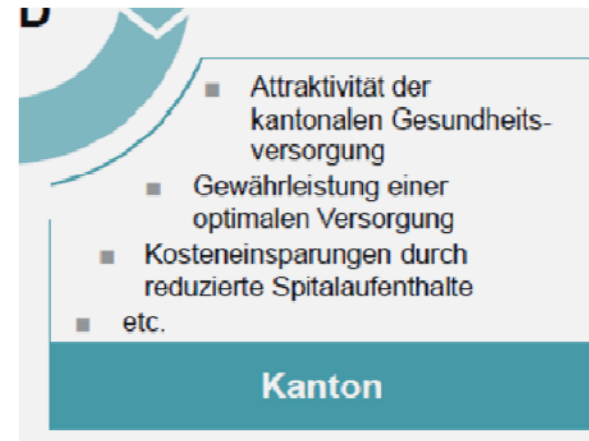 Attraktivität der
kantonalen Gesundheits-
versorgung
Gewährleistung einer
optimalen Versorgung
Kosteneinsparungen durch
reduzierte Spitalaufenthalte
etc.
Kanton